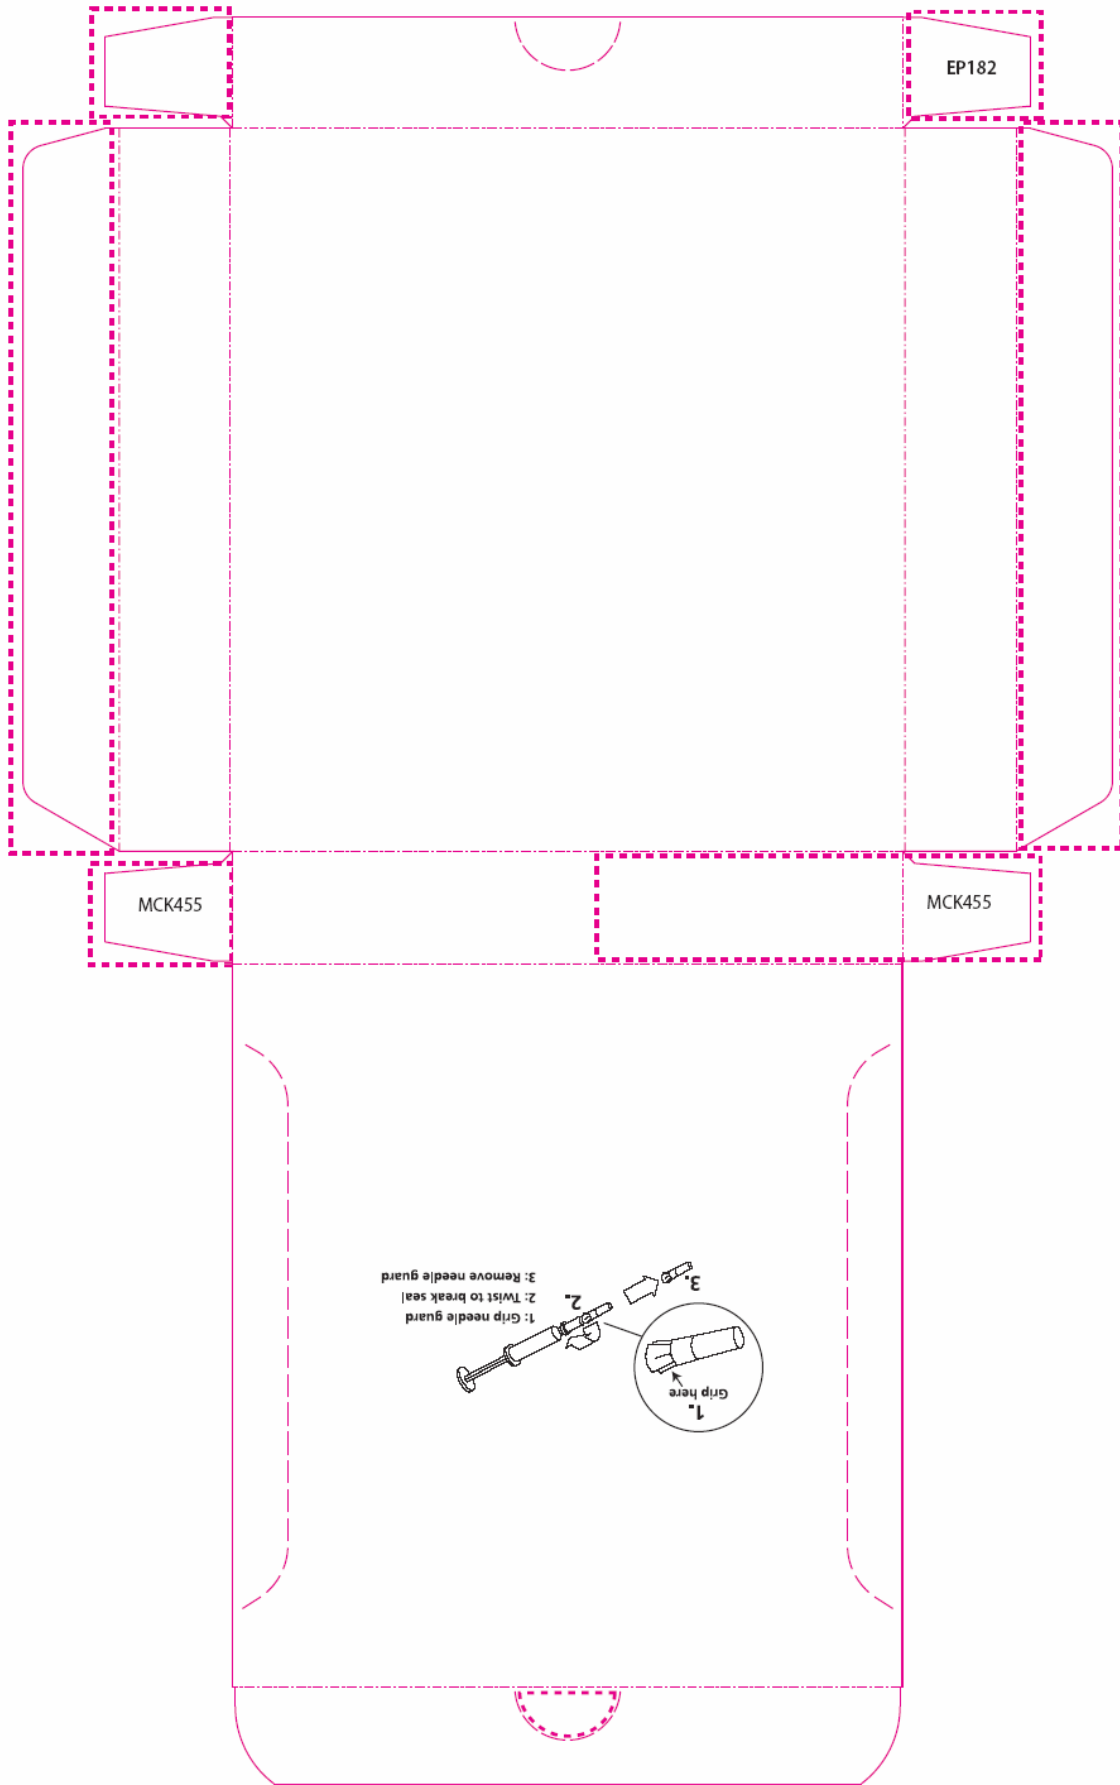 EP182
MCK455
MCK455
1: Grip needle guard
2: Twist to break seal
3: Remove needle guard
1.
Grip here
2.
3.